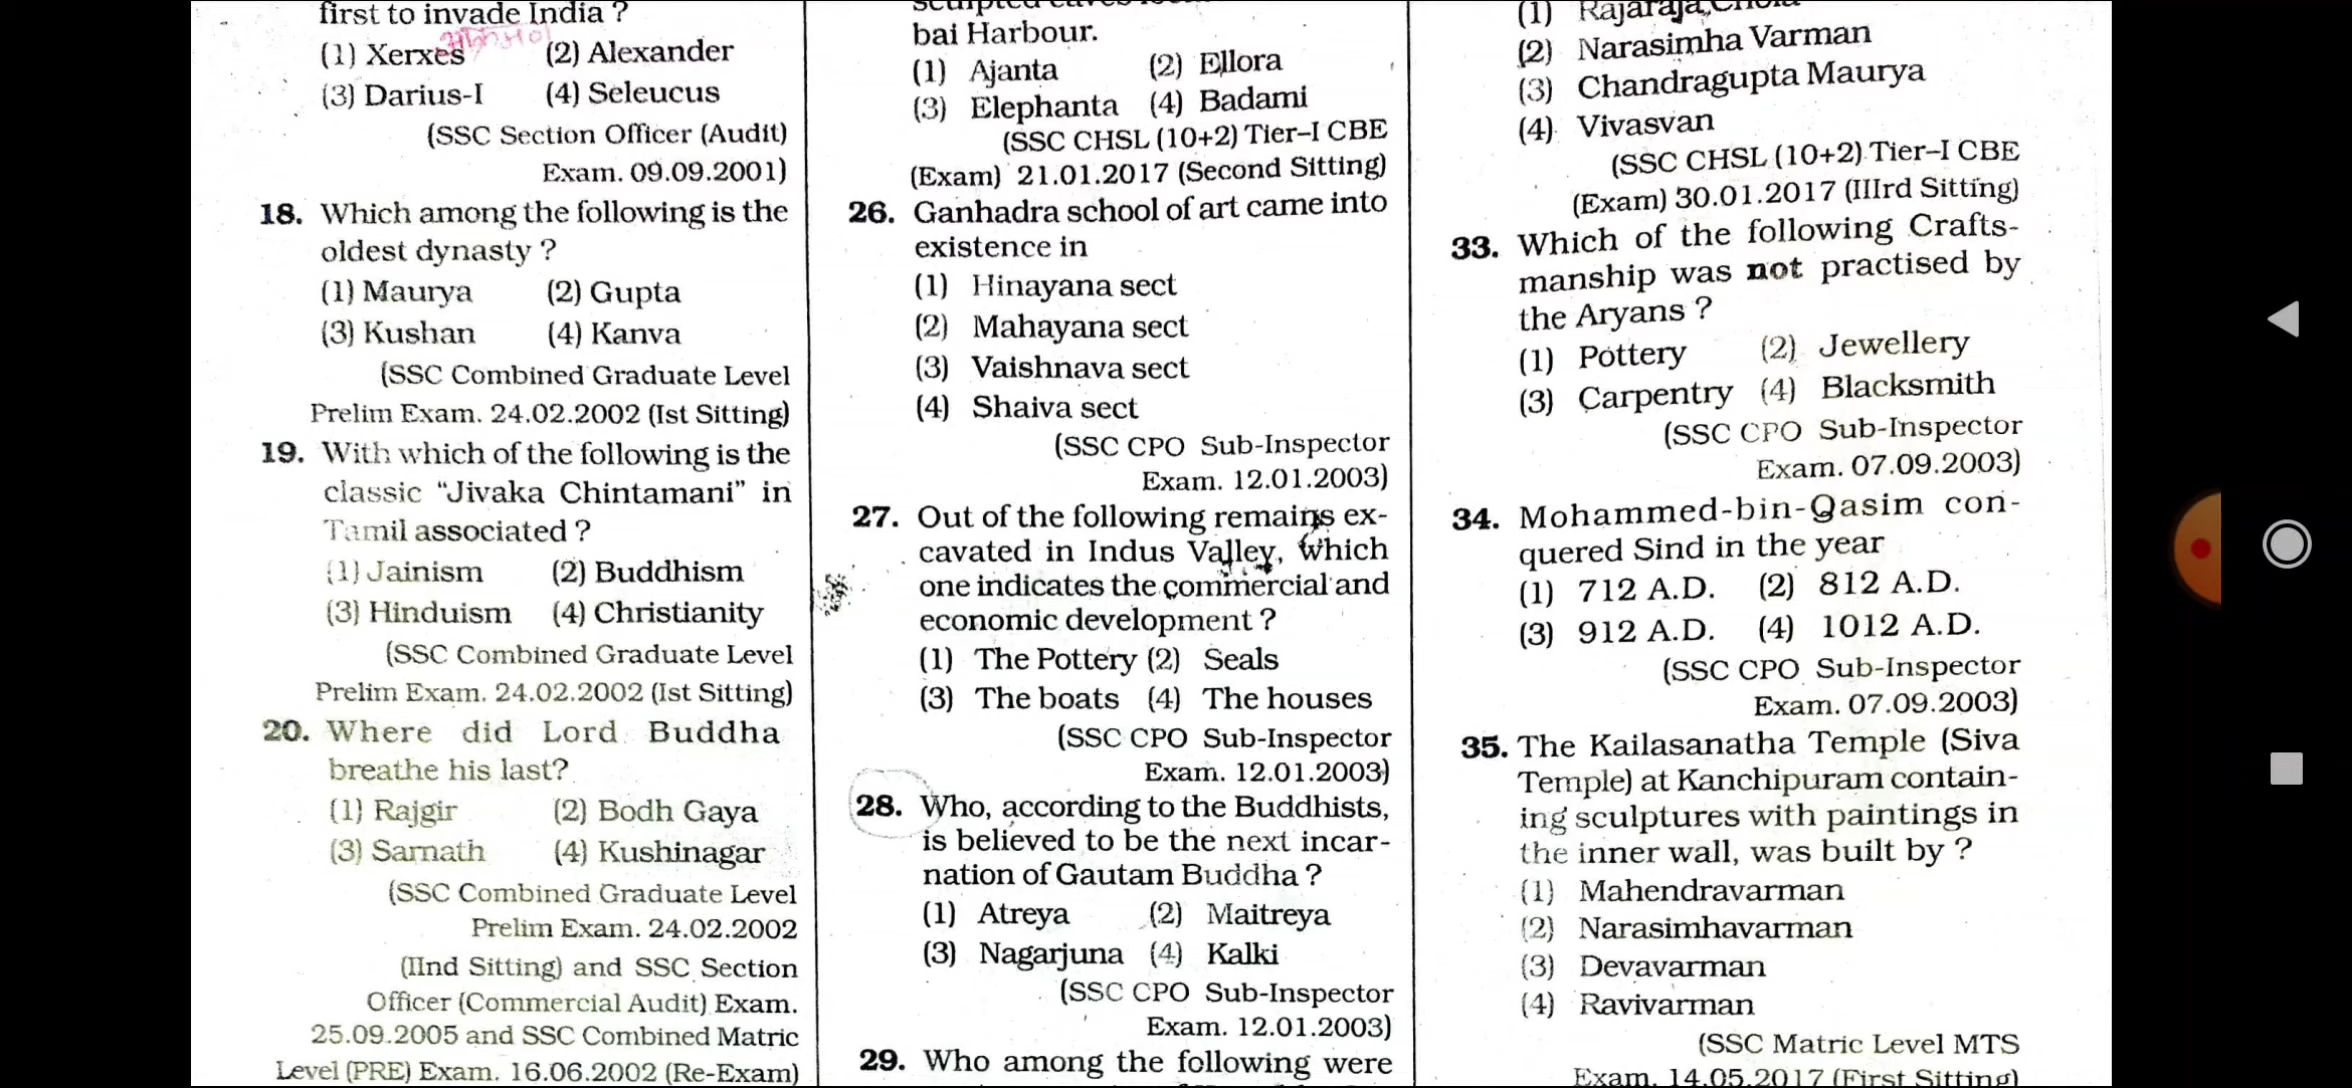 first to invade India ?
(1) Xerxes (2) Alexander
(3) Darius-I (4) Seleucus
(SSC Section Officer (Audit)
Exam. 09.09.2001)
18. Which among the following is the
oldest dynasty ?
(1) Maurya (2) Gupta
(3) Kushan (4) Kanva
(SSC Combined Graduate Level
Prelim Exam. 24.02.2002 (Ist Sitting)
19. With which of the following is the
classic “Jivaka Chintamani” in
Tamil associated ?
(1) Jainism (2) Buddhism
(3) Hinduism (4) Christianity
(SSC Combined Graduate Level
Prelim Exam. 24.02.2002 (Ist Sitting)
20. Where did Lord Buddha
breathe his last?
(1) Rajgir (2) Bodh Gaya
(3) Sarnath (4) Kushinagar
(SSC Combined Graduate Level
Prelim Exam. 24.02.2002
(IInd Sitting) and SSC Section
Officer (Commercial Audit) Exam.
25.09.2005 and SSC Combined Matric
Level (PRE) Exam. 16.06.2002 (Re-Exam)
bai Harbour.
(1) Ajanta (2) Ellora
(3) Elephanta (4) Badami
(SSC CHSL (10+2) Tier–I CBE
(Exam) 21.01.2017 (Second Sitting)
26. Ganhadra school of art came into
existence in
(1) Hinayana sect
(2) Mahayana sect
(3) Vaishnava sect
(4) Shaiva sect
(SSC CPO Sub-Inspector
Exam. 12.01.2003)
27. Out of the following remains ex-
cavated in Indus Valley, which
one indicates the commercial and
economic development ?
(1) The Pottery (2) Seals
(3) The boats (4) The houses
(SSC CPO Sub-Inspector
Exam. 12.01.2003)
28. Who, according to the Buddhists,
is believed to be the next incar-
nation of Gautam Buddha ?
(1) Atreya (2) Maitreya
(3) Nagarjuna (4) Kalki
(SSC CPO Sub-Inspector
Exam. 12.01.2003)
29. Who among the following were
(1) Rajaraja Chola
(2) Narasimha Varman
(3) Chandragupta Maurya
(4) Vivasvan
(SSC CHSL (10+2) Tier–I CBE
(Exam) 30.01.2017 (IIIrd Sitting)
33. Which of the following Crafts-
manship was not practised by
the Aryans ?
(1) Pottery (2) Jewellery
(3) Carpentry (4) Blacksmith
(SSC CPO Sub-Inspector
Exam. 07.09.2003)
34. Mohammed-bin-Qasim con-
quered Sind in the year
(1) 712 A.D. (2) 812 A.D.
(3) 912 A.D. (4) 1012 A.D.
(SSC CPO Sub-Inspector
Exam. 07.09.2003)
35. The Kailasanatha Temple (Siva
Temple) at Kanchipuram contain-
ing sculptures with paintings in
the inner wall, was built by ?
(1) Mahendravarman
(2) Narasimhavarman
(3) Devavarman
(4) Ravivarman
(SSC Matric Level MTS
Exam. 14.05.2017 (First Sitting)